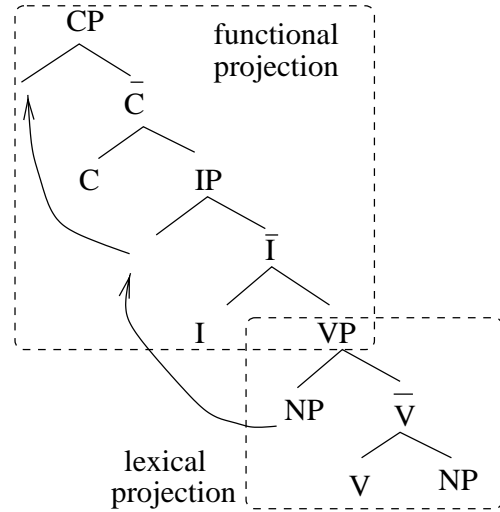 CP
functional
projection
C̅
C
IP
I̅
I
VP
NP
V̅
lexical
projection
V
NP